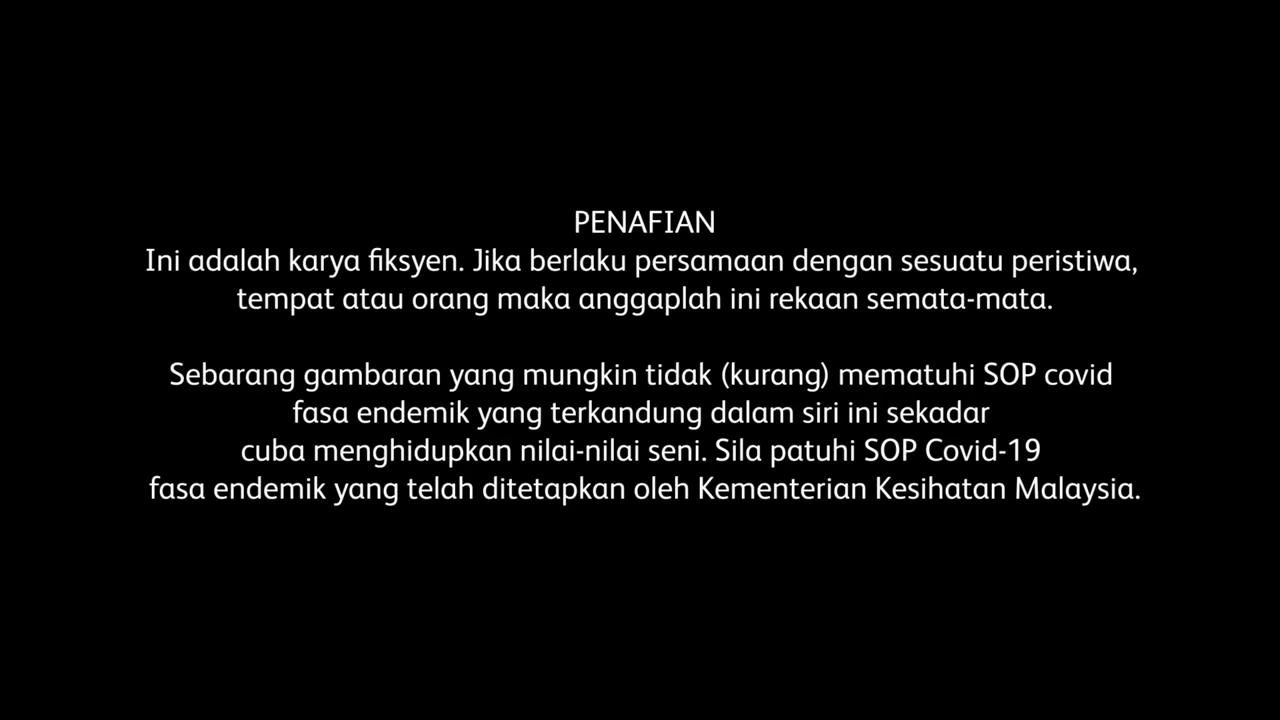 PENAFIAN
Ini adalah karya fiksyen. Jika berlaku persamaan dengan sesuatu peristiwa,
tempat atau orang maka anggaplah ini rekaan semata-mata.
Sebarang gambaran yang mungkin tidak (kurang) mematuhi SOP covid
fasa endemik yang terkandung dalam siri ini sekadar
cuba menghidupkan nilai-nilai seni. Sila patuhi SOP Covid-19
fasa endemik yang telah ditetapkan oleh Kementerian Kesihatan Malaysia.